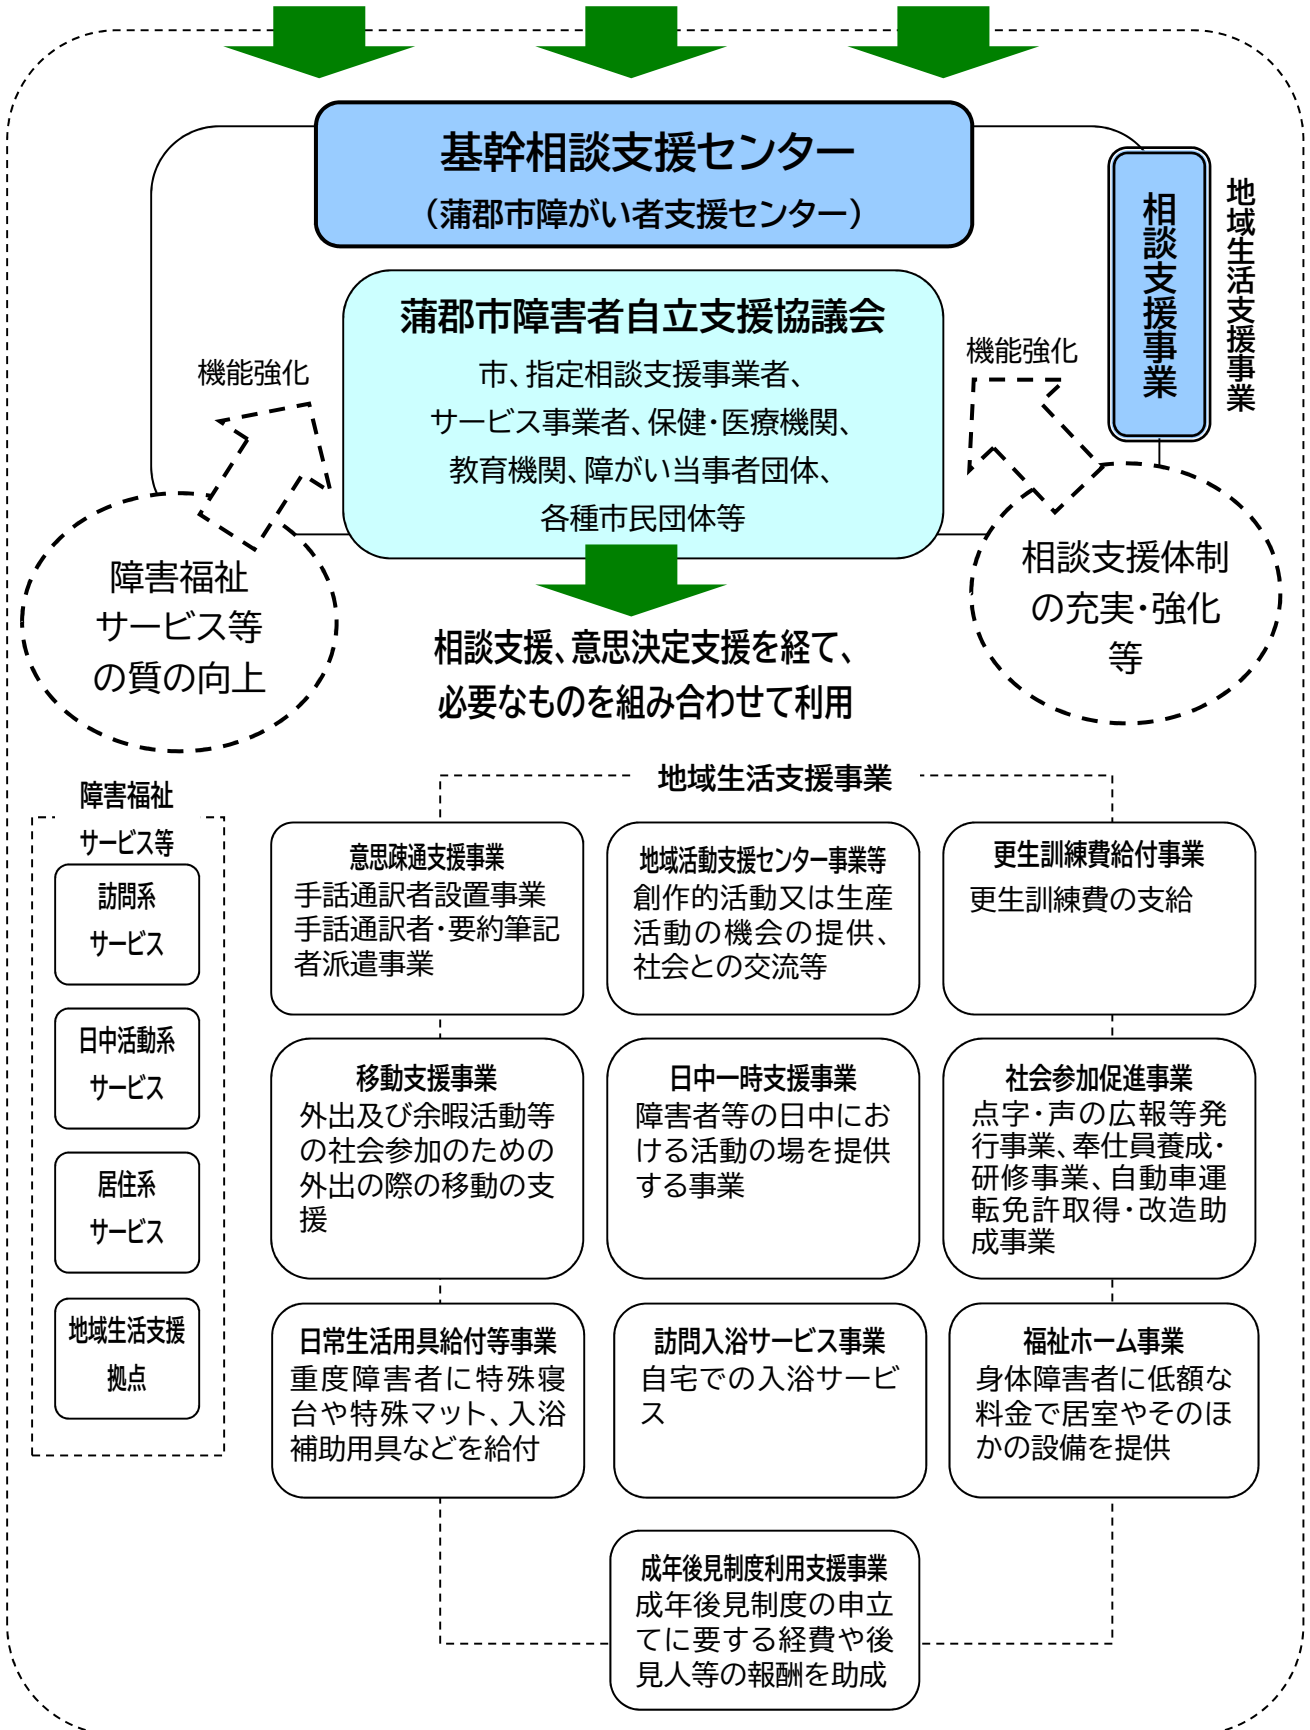 基幹相談支援センター
（蒲郡市障がい者支援センター）
相談支援事業
地域生活支援事業
蒲郡市障害者自立支援協議会
市、指定相談支援事業者、
サービス事業者、保健・医療機関、
教育機関、障がい当事者団体、
各種市民団体等
機能強化
機能強化
障害福祉
サービス等
の質の向上
相談支援体制
の充実・強化
等
相談支援、意思決定支援を経て、
必要なものを組み合わせて利用
障害福祉
サービス等
訪問系
サービス
日中活動系
サービス
居住系
サービス
地域生活支援
拠点
地域生活支援事業
意思疎通支援事業
手話通訳者設置事業
手話通訳者・要約筆記
者派遣事業
地域活動支援センター事業等
創作的活動又は生産
活動の機会の提供、
社会との交流等
更生訓練費給付事業
更生訓練費の支給
移動支援事業
外出及び余暇活動等
の社会参加のための
外出の際の移動の支
援
日中一時支援事業
障害者等の日中にお
ける活動の場を提供
する事業
社会参加促進事業
点字・声の広報等発
行事業、奉仕員養成・
研修事業、自動車運
転免許取得・改造助
成事業
日常生活用具給付等事業
重度障害者に特殊寝
台や特殊マット、入浴
補助用具などを給付
訪問入浴サービス事業
自宅での入浴サービ
ス
福祉ホーム事業
身体障害者に低額な
料金で居室やそのほ
かの設備を提供
成年後見制度利用支援事業
成年後見制度の申立
てに要する経費や後
見人等の報酬を助成